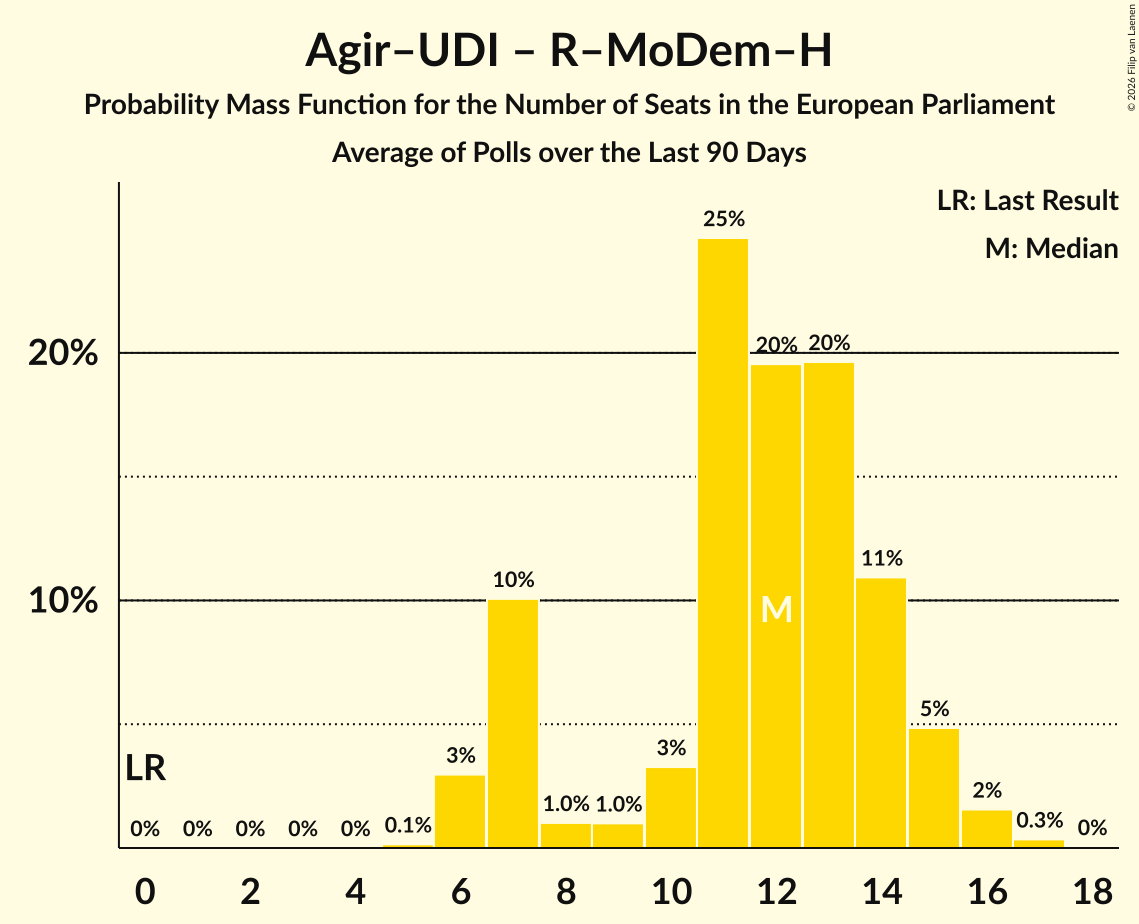 Agir–UDI – R–MoDem–H
Probability Mass Function for the Number of Seats in the European Parliament
Average of Polls over the Last 90 Days
© 2026 Filip van Laenen
LR: Last Result
M: Median
25%
20%
20% 20%
11%
10%
10%
M
5%
LR
3%
3%
2%
1.0% 1.0%
0.3%
0.1%
0% 0% 0% 0% 0%
0%
0 2 4 6 8 10 12 14 16 18